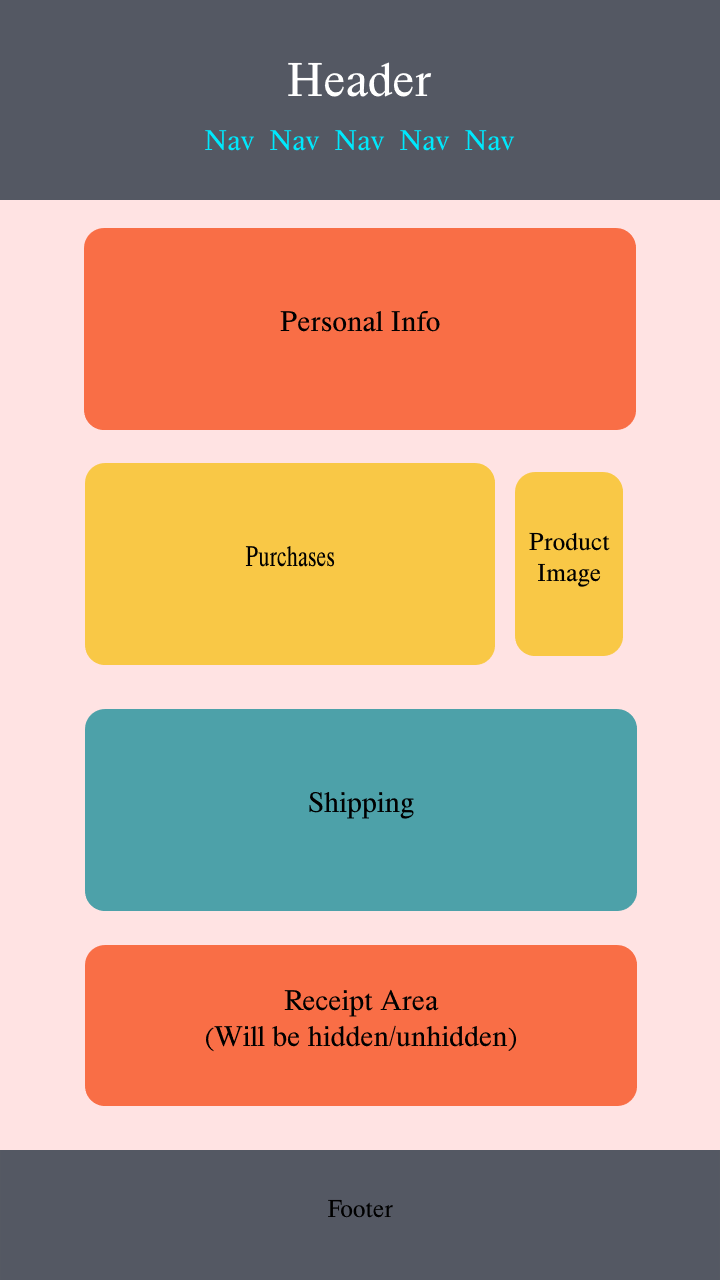 Header
Nav Nav Nav Nav Nav
Personal Info
Purchases
Product
Image
Shipping
Receipt Area
(Will be hidden/unhidden)
Footer